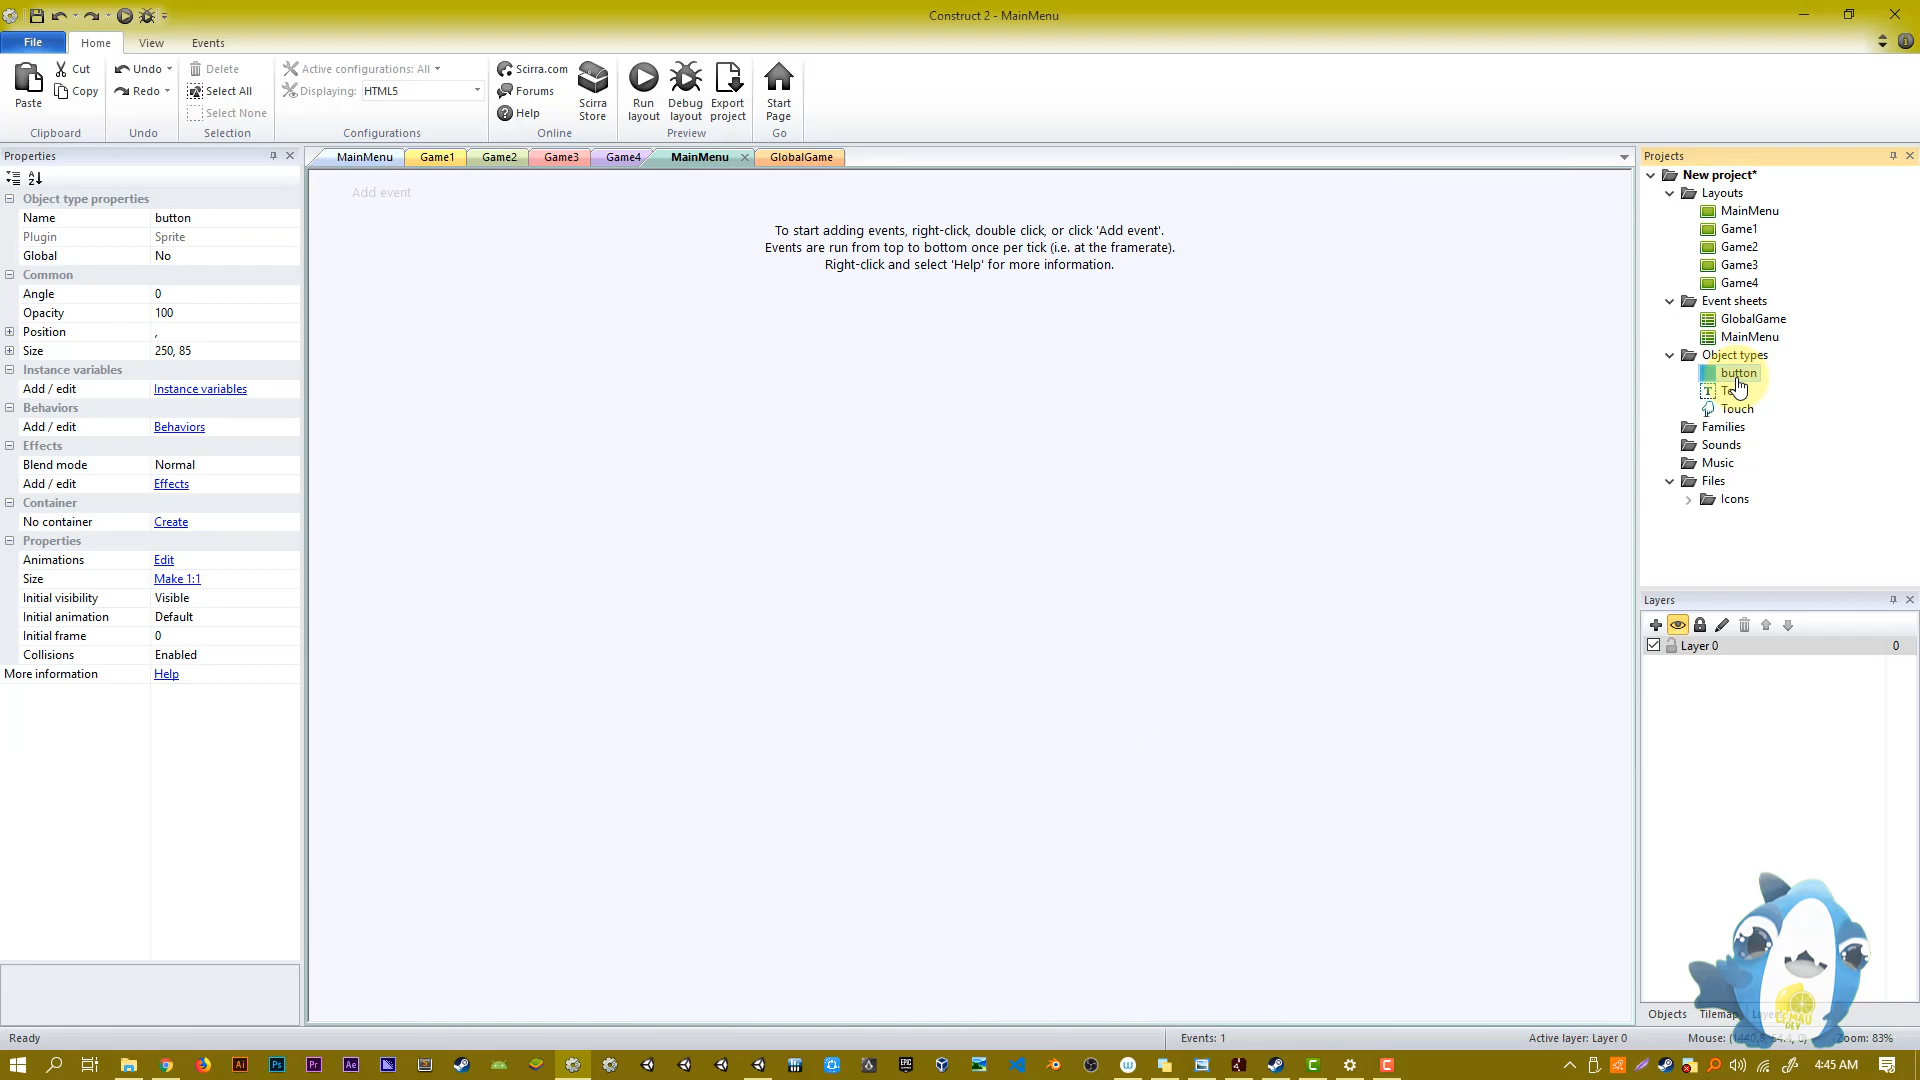 Construct 2 - MainMenu
File
Home
View
Events
Paste
Cut
Copy
Clipboard
Undo
Redo
Undo
Delete
Select All
Select None
Selection
Active configurations: All
Displaying:
HTML5
Configurations
Scirra.com
Forums
Help
Scirra
Store
Online
Run
layout
Debug
layout
Export
project
Preview
Start
Page
Go
Properties
Object type properties
Name button
Plugin Sprite
Global No
Common
Angle 0
Opacity 100
Position ,
Size 250, 85
Instance variables
Add / edit Instance variables
Behaviors
Add / edit Behaviors
Effects
Blend mode Normal
Add / edit Effects
Container
No container Create
Properties
Animations Edit
Size Make 1:1
Initial visibility Visible
Initial animation Default
Initial frame 0
Collisions Enabled
More information Help
MainMenu
Game1
Game2
Game3
Game4
MainMenu
GlobalGame
Add event
To start adding events, right-click, double click, or click 'Add event'.
Events are run from top to bottom once per tick (i.e. at the framerate).
Right-click and select 'Help' for more information.
Projects
New project*
Layouts
MainMenu
Game1
Game2
Game3
Game4
Event sheets
GlobalGame
MainMenu
Object types
button
Touch
Families
Sounds
Music
Files
Icons
Layers
Layer 0 0
Objects
Tilemap
Ready
Events: 1
Active layer: Layer 0
Mouse:
Zoom: 83%
4:45 AM